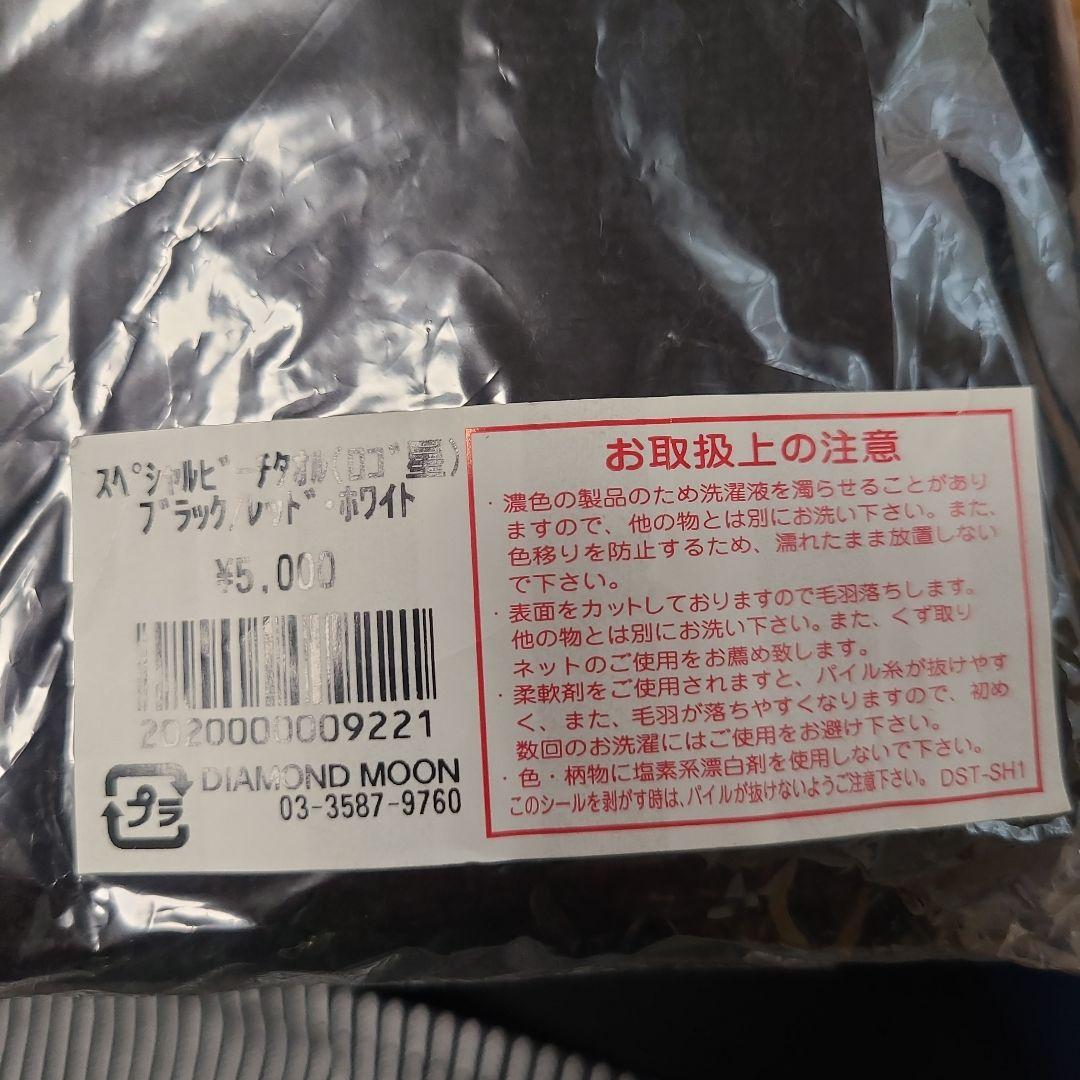 スペシャルビーチタオル(ロゴ星)
ブラック/レッド・ホワイト
¥5,000
2020000009221
プラ
DIAMOND MOON
03-3587-9760
お取扱上の注意
・濃色の製品のため洗濯液を濁らせることがあり
ますので、他の物とは別にお洗い下さい。また、
色移りを防止するため、濡れたまま放置しない
で下さい。
・表面をカットしておりますので毛羽落ちします。
他の物とは別にお洗い下さい。また、くず取り
ネットのご使用をお薦め致します。
・柔軟剤をご使用されますと、パイル糸が抜けやす
く、また、毛羽が落ちやすくなりますので、初め
数回のお洗濯にはご使用をお避け下さい。
・色・柄物に塩素系漂白剤を使用しないで下さい。
このシールを剥がす時は、パイルが抜けないようご注意下さい。 DST-SH1